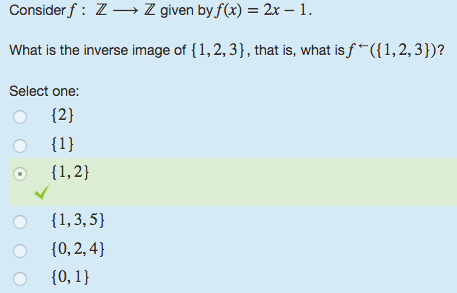 Consider f : ℤ ⟶ ℤ given by f(x) = 2x − 1.
What is the inverse image of {1, 2, 3}, that is, what is f←({1, 2, 3})?
Select one:
{2}
{1}
{1, 2}
{1, 3, 5}
{0, 2, 4}
{0, 1}